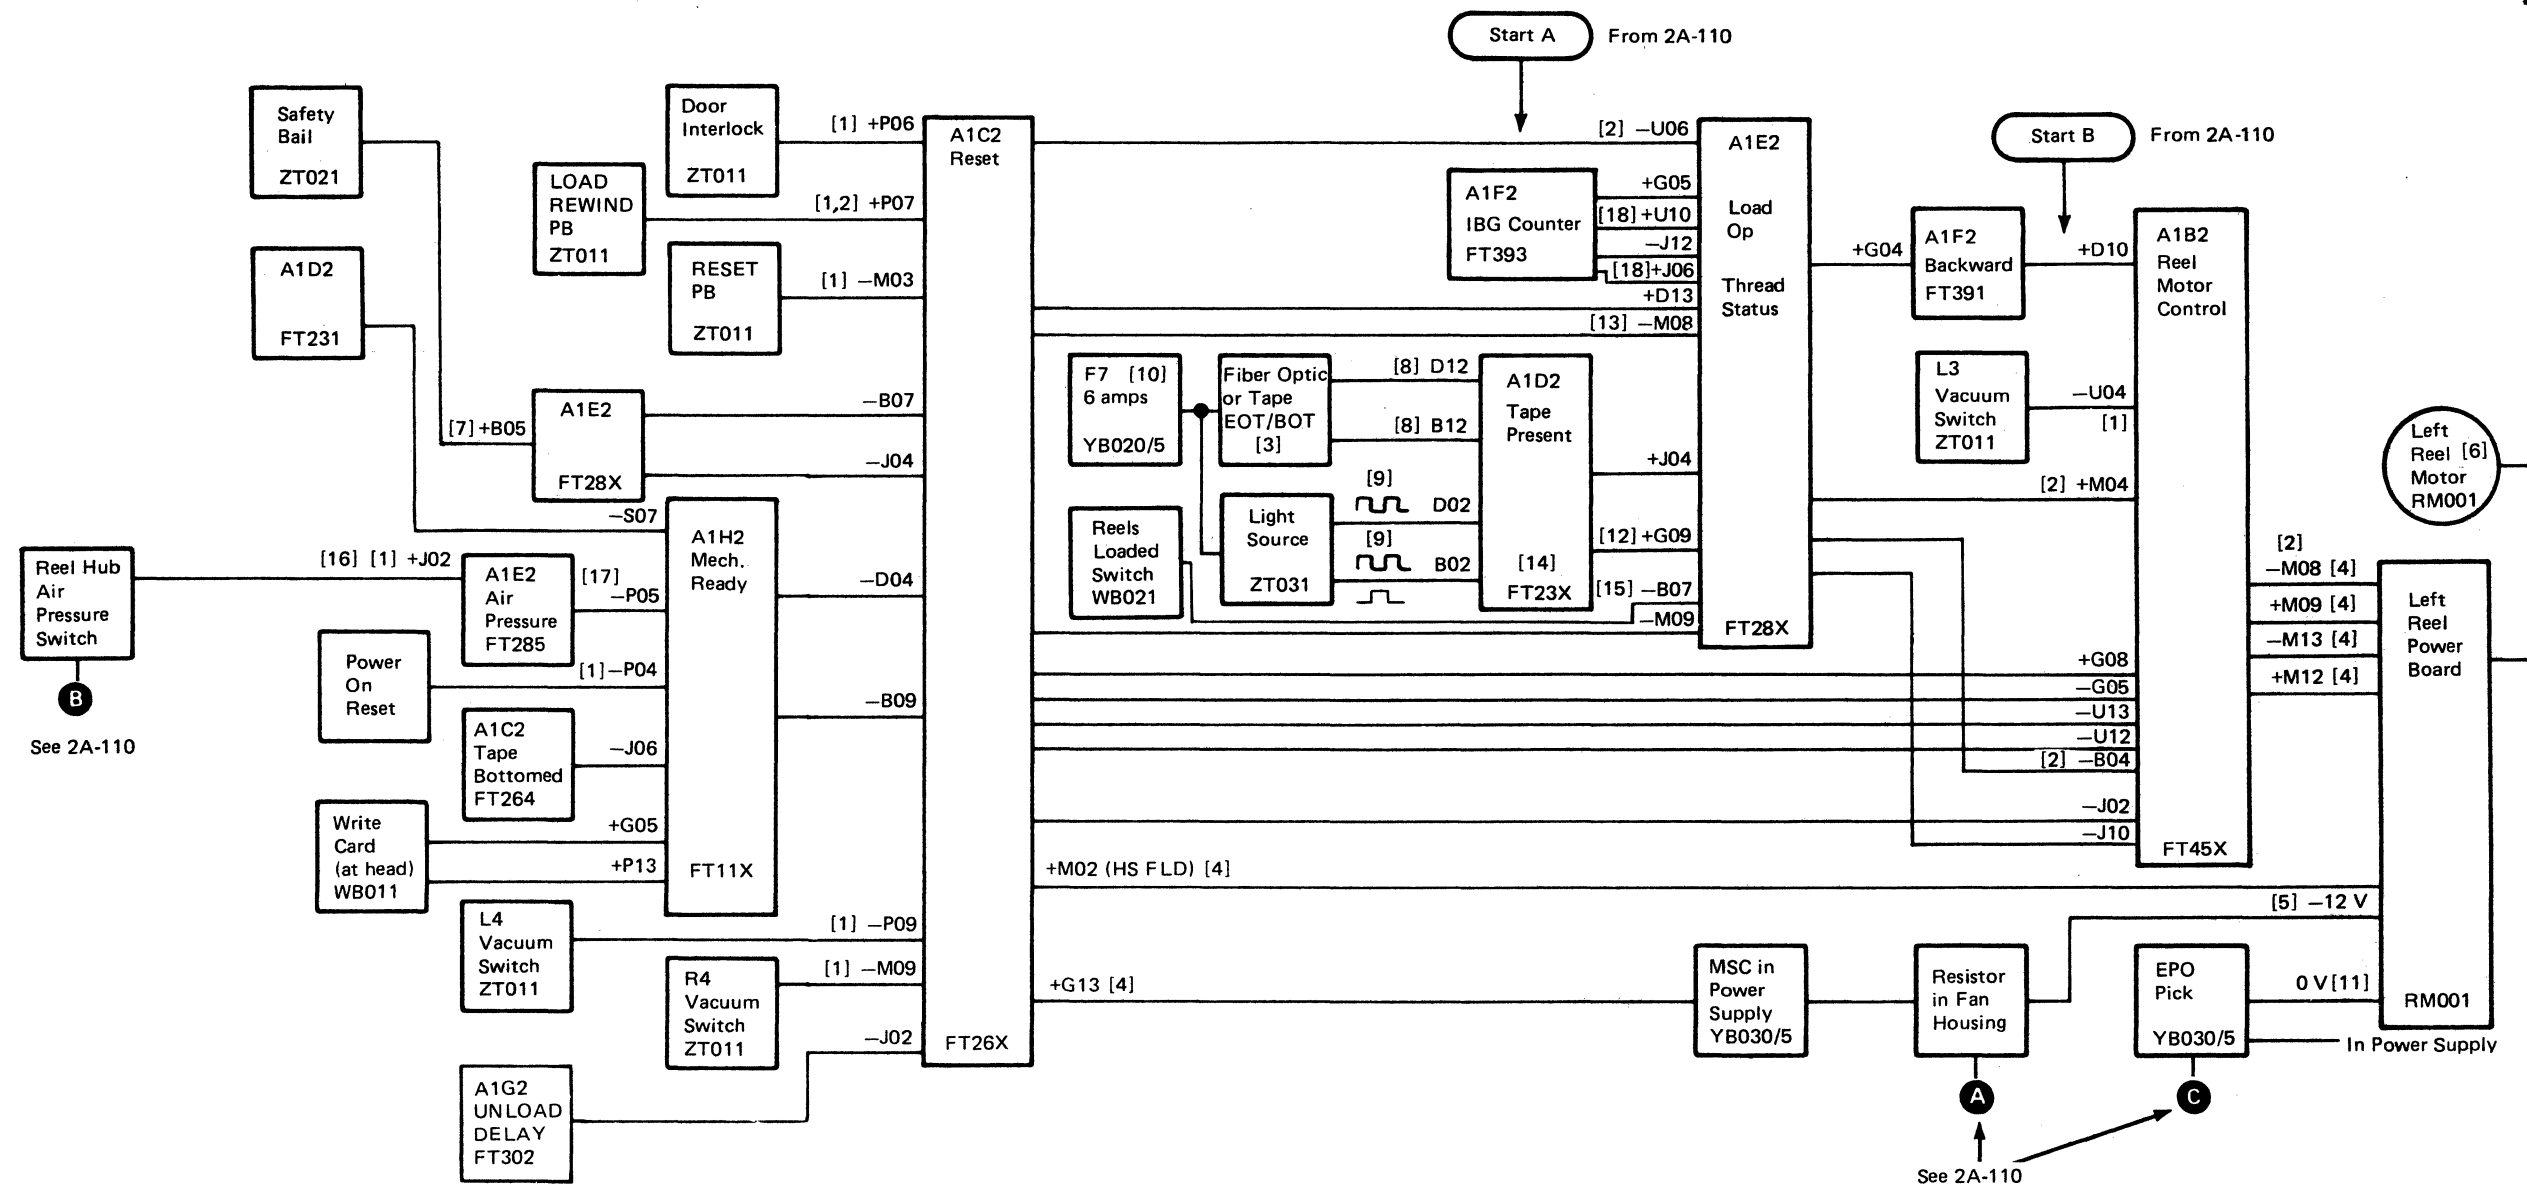 Start A
From 2A-110
Safety
Bail
ZT021
Door
Interlock
ZT011
[1] +P06
A1C2
Reset
FT26X
[2] −U06
A1E2
Load
Op
Thread
Status
FT28X
Start B
From 2A-110
LOAD
REWIND
PB
ZT011
[1,2] +P07
A1F2
IBG Counter
FT393
+G05
[18] +U10
−J12
[18]+J06
+D13
[13] −M08
+G04
A1F2
Backward
FT391
+D10
A1B2
Reel
Motor
Control
FT45X
A1D2
FT231
RESET
PB
ZT011
[1] −M03
F7 [10]
6 amps
YB020/5
Fiber Optic
or Tape
EOT/BOT
[3]
[8] D12
[8] B12
A1D2
Tape
Present
[14]
FT23X
L3
Vacuum
Switch
ZT011
−U04
[1]
Left
Reel [6]
Motor
RM001
[7] +B05
A1E2
FT28X
−B07
−J04
+J04
[2] +M04
Reels
Loaded
Switch
WB021
Light
Source
ZT031
[9]
D02
[9]
B02
[12] +G09
[15] −B07
−M09
−S07
A1H2
Mech.
Ready
FT11X
Reel Hub
Air
Pressure
Switch
B
See 2A-110
[16] [1] +J02
A1E2
Air
Pressure
FT285
[17]
−P05
−D04
[2]
−M08 [4]
+M09 [4]
−M13 [4]
+M12 [4]
Left
Reel
Power
Board
RM001
Power
On
Reset
[1] −P04
−B09
+G08
−G05
−U13
−U12
[2] −B04
−J02
−J10
A1C2
Tape
Bottomed
FT264
−J06
Write
Card
(at head)
WB011
+G05
+P13
+M02 (HS FLD) [4]
L4
Vacuum
Switch
ZT011
[1] −P09
[5] −12 V
R4
Vacuum
Switch
ZT011
[1] −M09
+G13 [4]
MSC in
Power
Supply
YB030/5
Resistor
in Fan
Housing
EPO
Pick
YB030/5
0 V [11]
In Power Supply
−J02
A1G2
UNLOAD
DELAY
FT302
A
C
See 2A-110